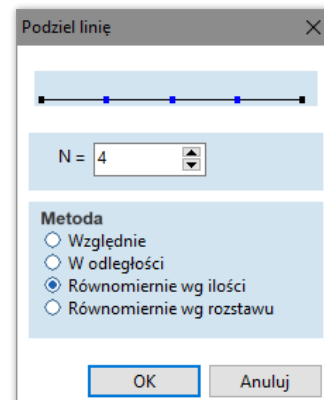 Podziel linię
N = 4
Metoda
Względnie
W odległości
Równomiernie wg ilości
Równomiernie wg rozstawu
OK Anuluj